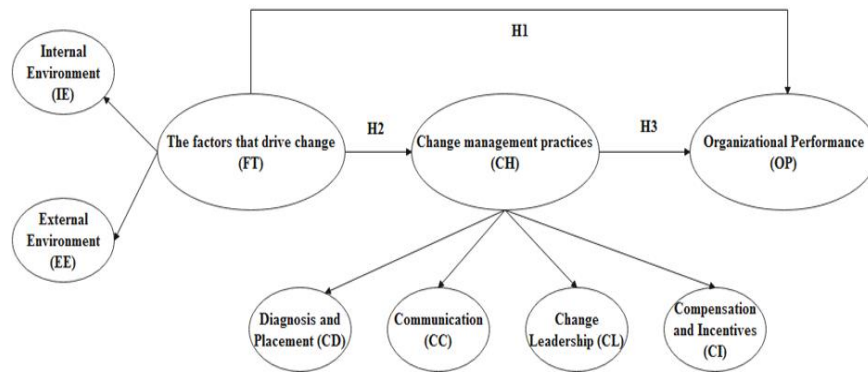 H1
Internal
Environment
(IE)
The factors that drive change
(FT)
H2
Change management practices
(CH)
H3
Organizational Performance
(OP)
External
Environment
(EE)
Diagnosis and
Placement (CD)
Communication
(CC)
Change
Leadership (CL)
Compensation
and Incentives
(CI)